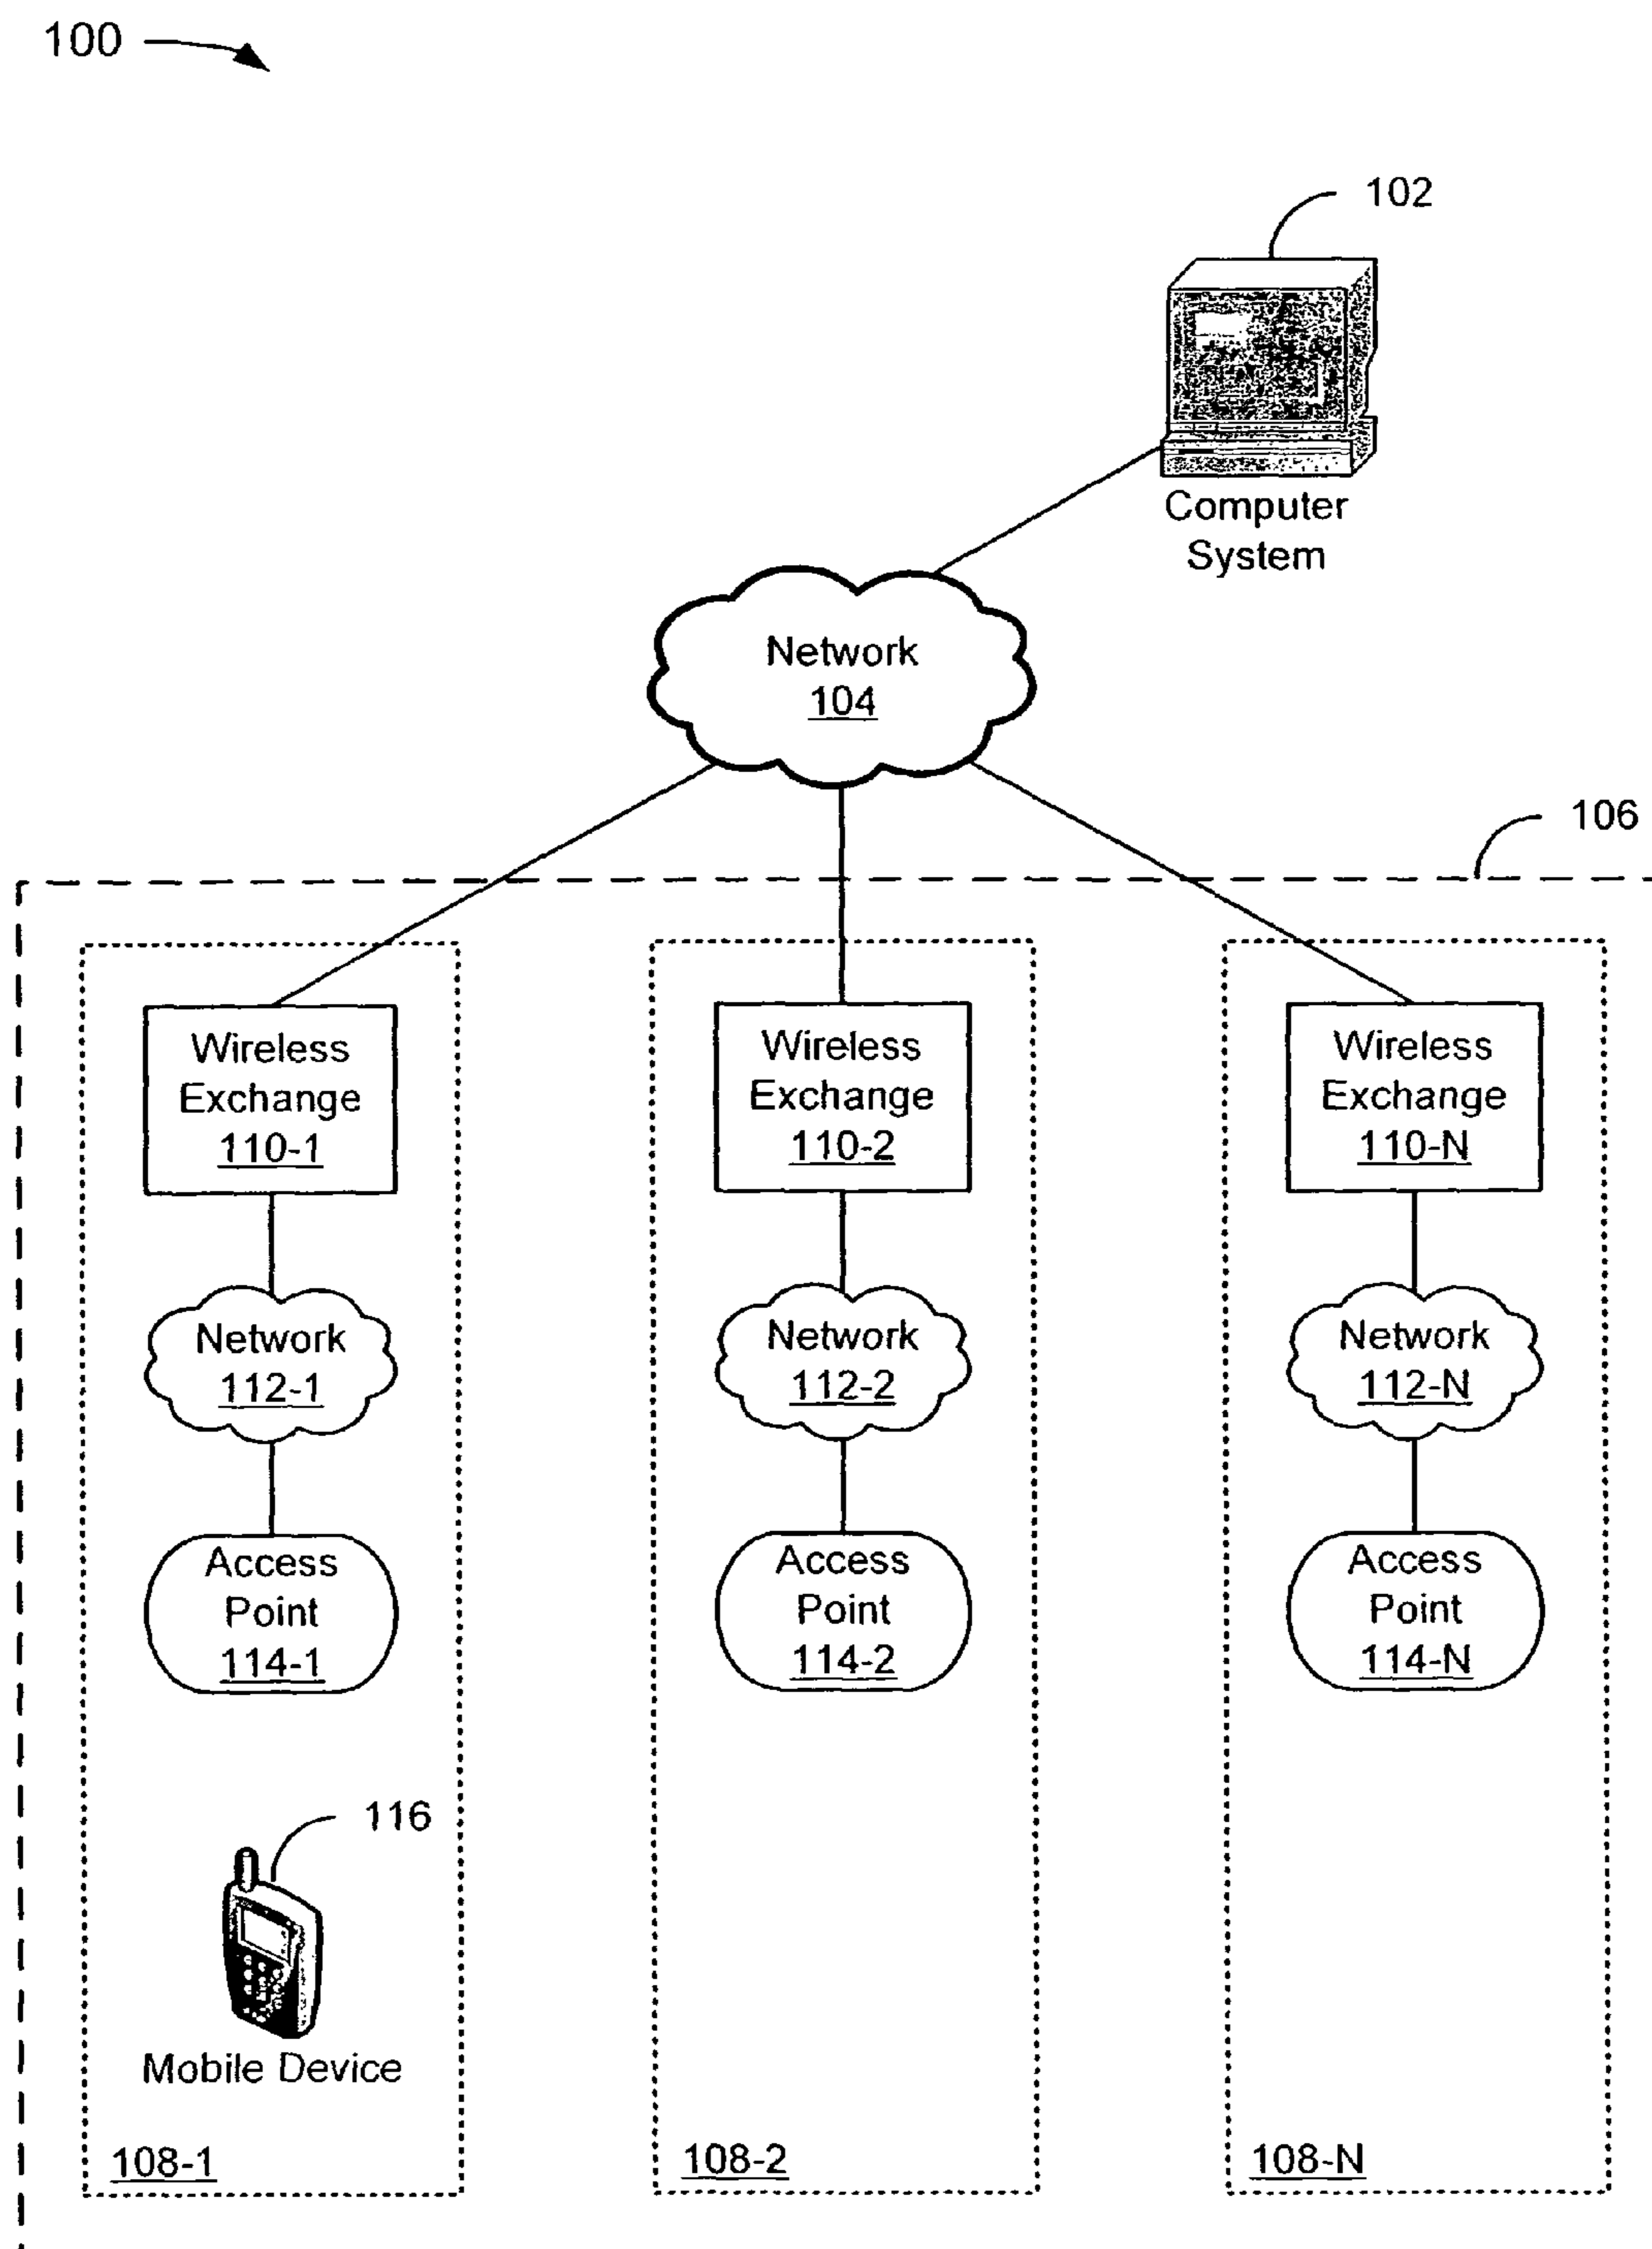 100
102
Computer
System
Network
104
106
Wireless
Exchange
110-1
Wireless
Exchange
110-2
Wireless
Exchange
110-N
Network
112-1
Network
112-2
Network
112-N
Access
Point
114-1
Access
Point
114-2
Access
Point
114-N
116
Mobile Device
108-1
108-2
108-N